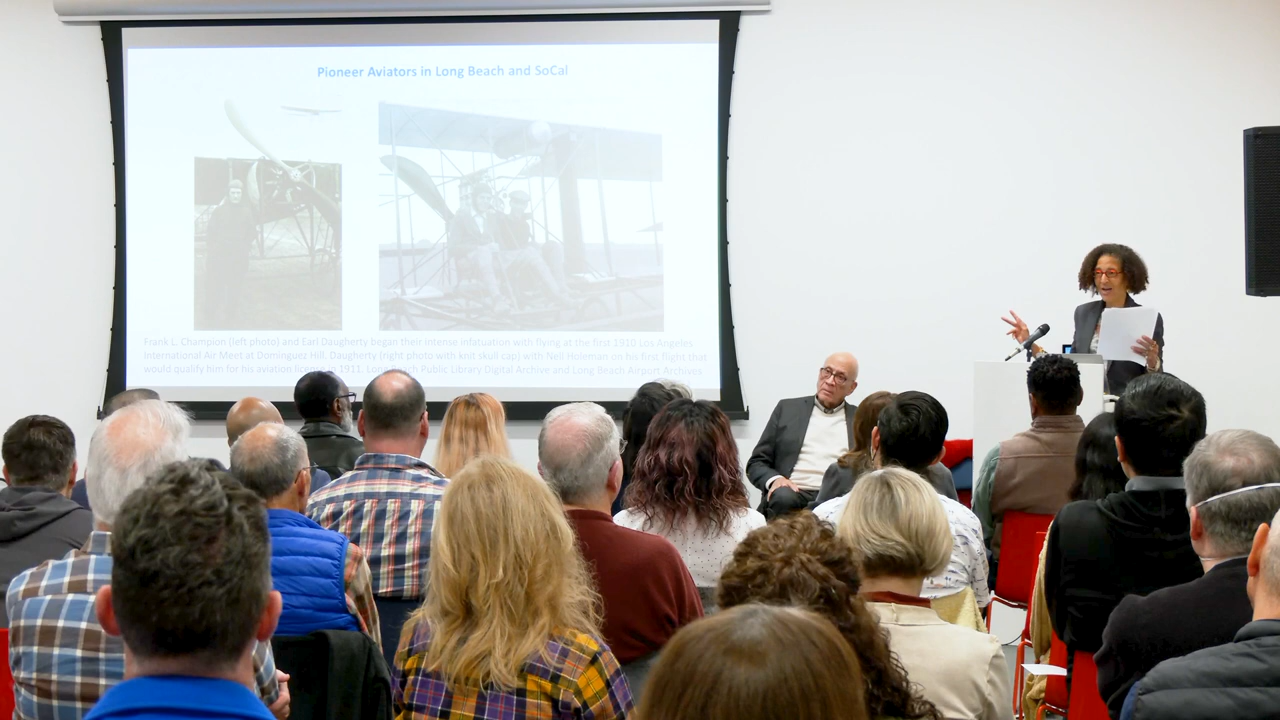 Pioneer Aviators in Long Beach and SoCal
Frank L. Champion (left photo) and Earl Daugherty began their intense infatuation with flying at the first 1910 Los Angeles
International Air Meet at Dominguez Hill. Daugherty (right photo with knit skull cap) with Nell Holeman on his first flight that
would qualify him for his aviation license in 1911. Long Beach Public Library Digital Archive and Long Beach Airport Archives